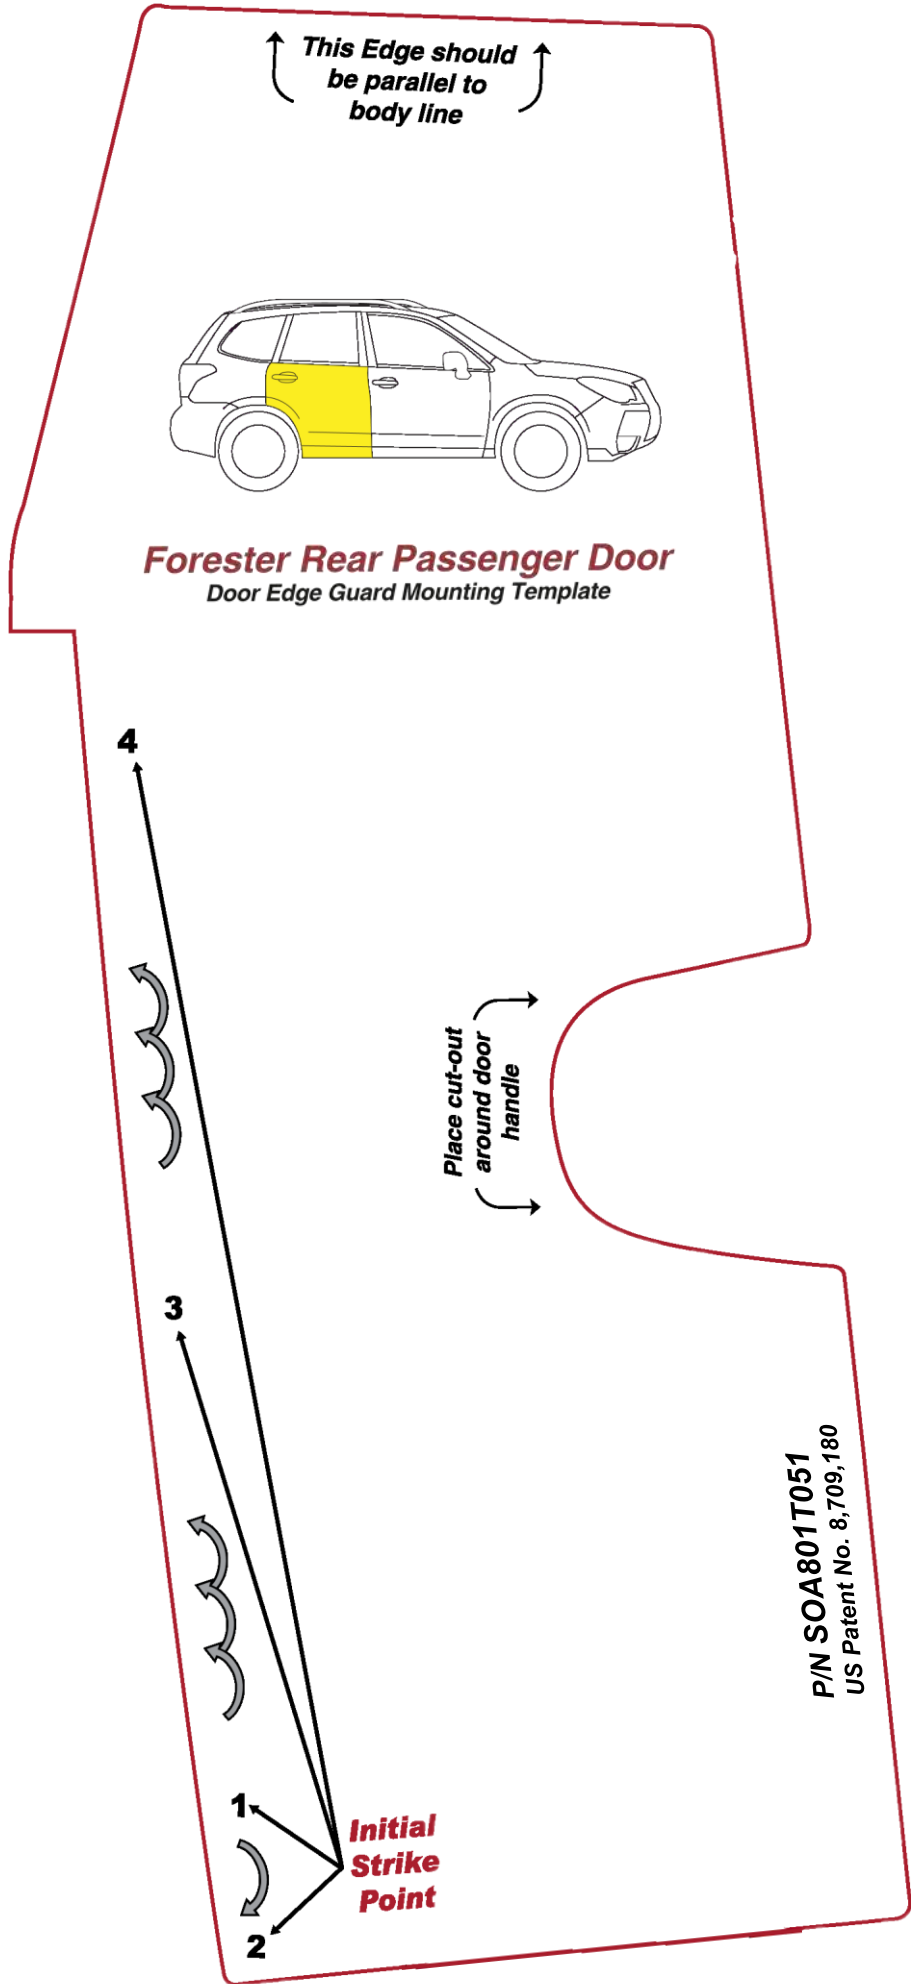 This Edge should
be parallel to
body line
Forester Rear Passenger Door
Door Edge Guard Mounting Template
4
Place cut-out
around door
handle
3
P/N SOA801T051
US Patent No. 8,709,180
1
Initial
Strike
Point
2